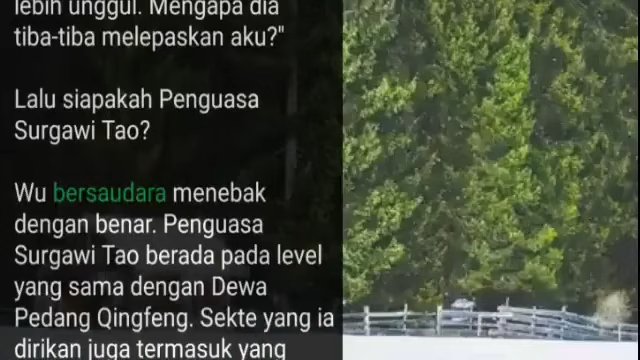 lebih unggul. Mengapa dia
tiba-tiba melepaskan aku?"
Lalu siapakah Penguasa
Surgawi Tao?
Wu bersaudara menebak
dengan benar. Penguasa
Surgawi Tao berada pada level
yang sama dengan Dewa
Pedang Qingfeng. Sekte yang ia
dirikan juga termasuk yang